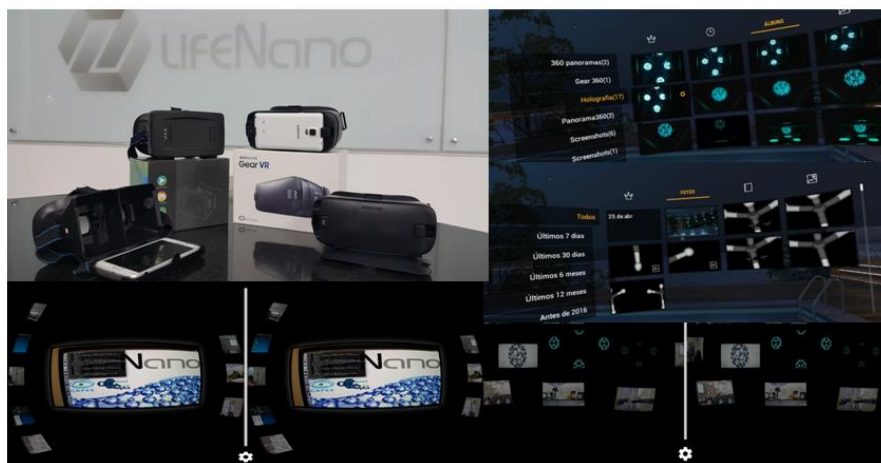 LIFENano
Gear VR
ÁLBUNS
360 panoramas(2)
Gear 360(1)
Holografia(17)
Panorama360(2)
Screenshots(6)
Screenshots(1)
FOTOS
Todos
25 de abr
Últimos 7 dias
Últimos 30 dias
Últimos 6 meses
Últimos 12 meses
Antes de 2016
Nano
CAPES
Nano
CAPES